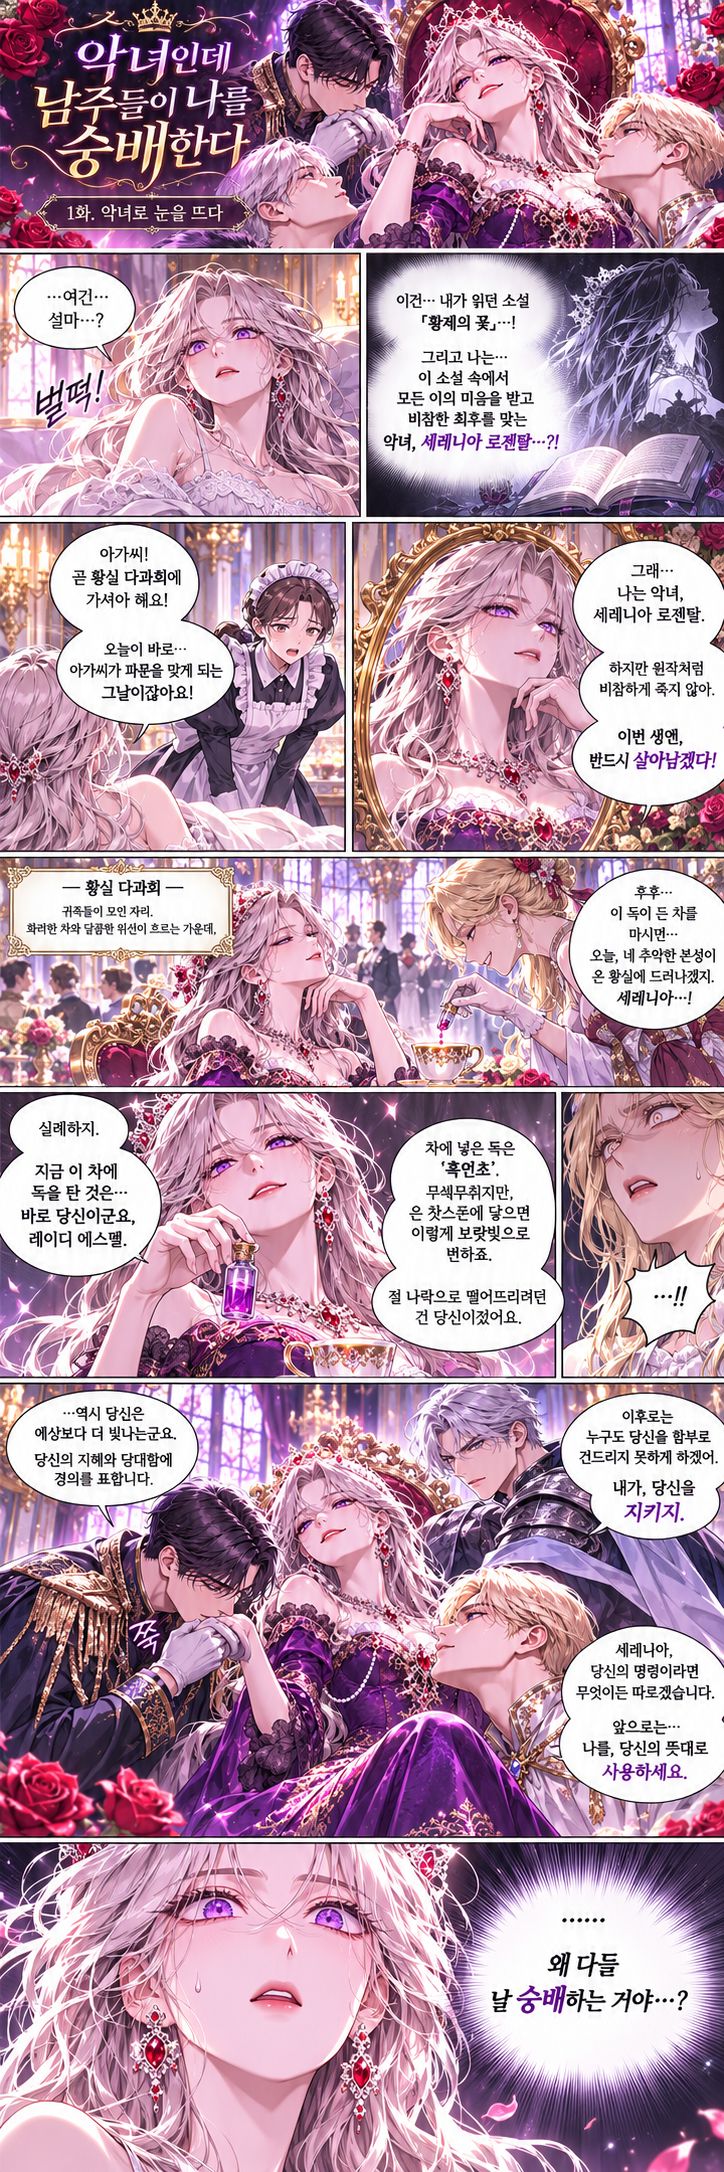 악녀인데
남주들이 나를
숭배한다
1화. 악녀로 눈을 뜨다
…여긴…
설마…?
벌떡!
이건… 내가 읽던 소설
「황제의 꽃」…!
그리고 나는…
이 소설 속에서
모든 이의 미움을 받고
비참한 최후를 맞는
악녀, 세레니아 로젠탈…?!
아가씨!
곧 황실 다과회에
가셔야 해요!
오늘이 바로…
아가씨가 파문을 맞게 되는
그날이잖아요!
그래…
나는 악녀,
세레니아 로젠탈.
하지만 원작처럼
비참하게 죽지 않아.
이번 생앤,
반드시 살아남겠다!
— 황실 다과회 —
귀족들이 모인 자리.
화려한 차와 달콤한 위선이 흐르는 가운데,
후후…
이 독이 든 차를
마시면…
오늘, 네 추악한 본성이
온 황실에 드러나겠지.
세레니아…!
실례하지.
지금 이 차에
독을 탄 것은…
바로 당신이군요,
레이디 에스멜.
차에 넣은 독은
'흑언초'.
무색무취지만,
은 찻스푼에 닿으면
이렇게 보랏빛으로
변하죠.
절 나락으로 떨어뜨리려던
건 당신이졌어요.
…!!
…역시 당신은
예상보다 더 빛나는군요.
당신의 지혜와 당대함에
경의를 표합니다.
이후로는
누구도 당신을 함부로
건드리지 못하게 하겠어.
내가, 당신을
지키지.
쪽
세레니아,
당신의 명령이라면
무엇이든 따로겠습니다.
앞으로는…
나를, 당신의 뜻대로
사용하세요.
……
왜 다들
날 숭배하는 거야…?